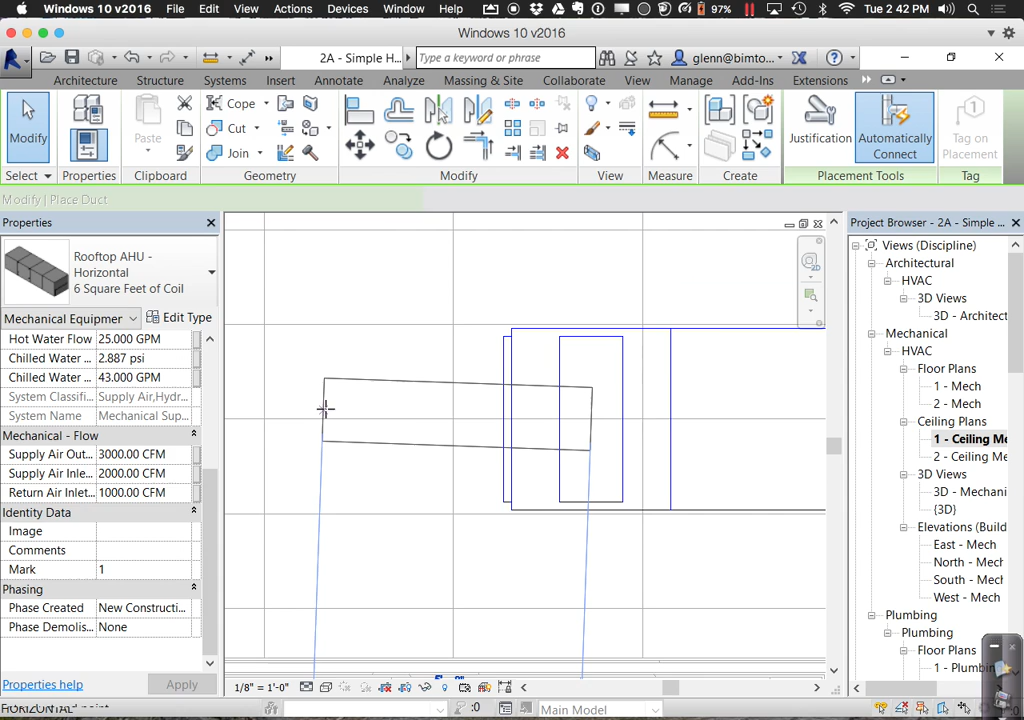 Windows 10 v2016 File Edit View Actions Devices Window Help 97% Tue 2:42 PM
Windows 10 v2016
2A - Simple H... Type a keyword or phrase glenn@bimto...
Architecture Structure Systems Insert Annotate Analyze Massing & Site Collaborate View Manage Add-Ins Extensions
Modify Paste Cope Cut Join Justification Automatically Connect Tag on Placement
Select Properties Clipboard Geometry Modify View Measure Create Placement Tools Tag
Modify | Place Duct
Properties
Rooftop AHU -
Horizontal
6 Square Feet of Coil
Mechanical Equipmer Edit Type
Hot Water Flow 25.000 GPM
Chilled Water ... 2.887 psi
Chilled Water ... 43.000 GPM
System Classifi... Supply Air,Hydr...
System Name Mechanical Sup...
Mechanical - Flow
Supply Air Out... 3000.00 CFM
Supply Air Inle... 2000.00 CFM
Return Air Inlet... 1000.00 CFM
Identity Data
Image
Comments
Mark 1
Phasing
Phase Created New Constructi...
Phase Demolis... None
Properties help Apply
1/8" = 1'-0"
:0 Main Model
Project Browser - 2A - Simple ...
Views (Discipline)
Architectural
HVAC
3D Views
3D - Architect
Mechanical
HVAC
Floor Plans
1 - Mech
2 - Mech
Ceiling Plans
1 - Ceiling Me
2 - Ceiling Me
3D Views
3D - Mechani
{3D}
Elevations (Build
East - Mech
North - Mech
South - Mech
West - Mech
Plumbing
Plumbing
Floor Plans
1 - Plumbin